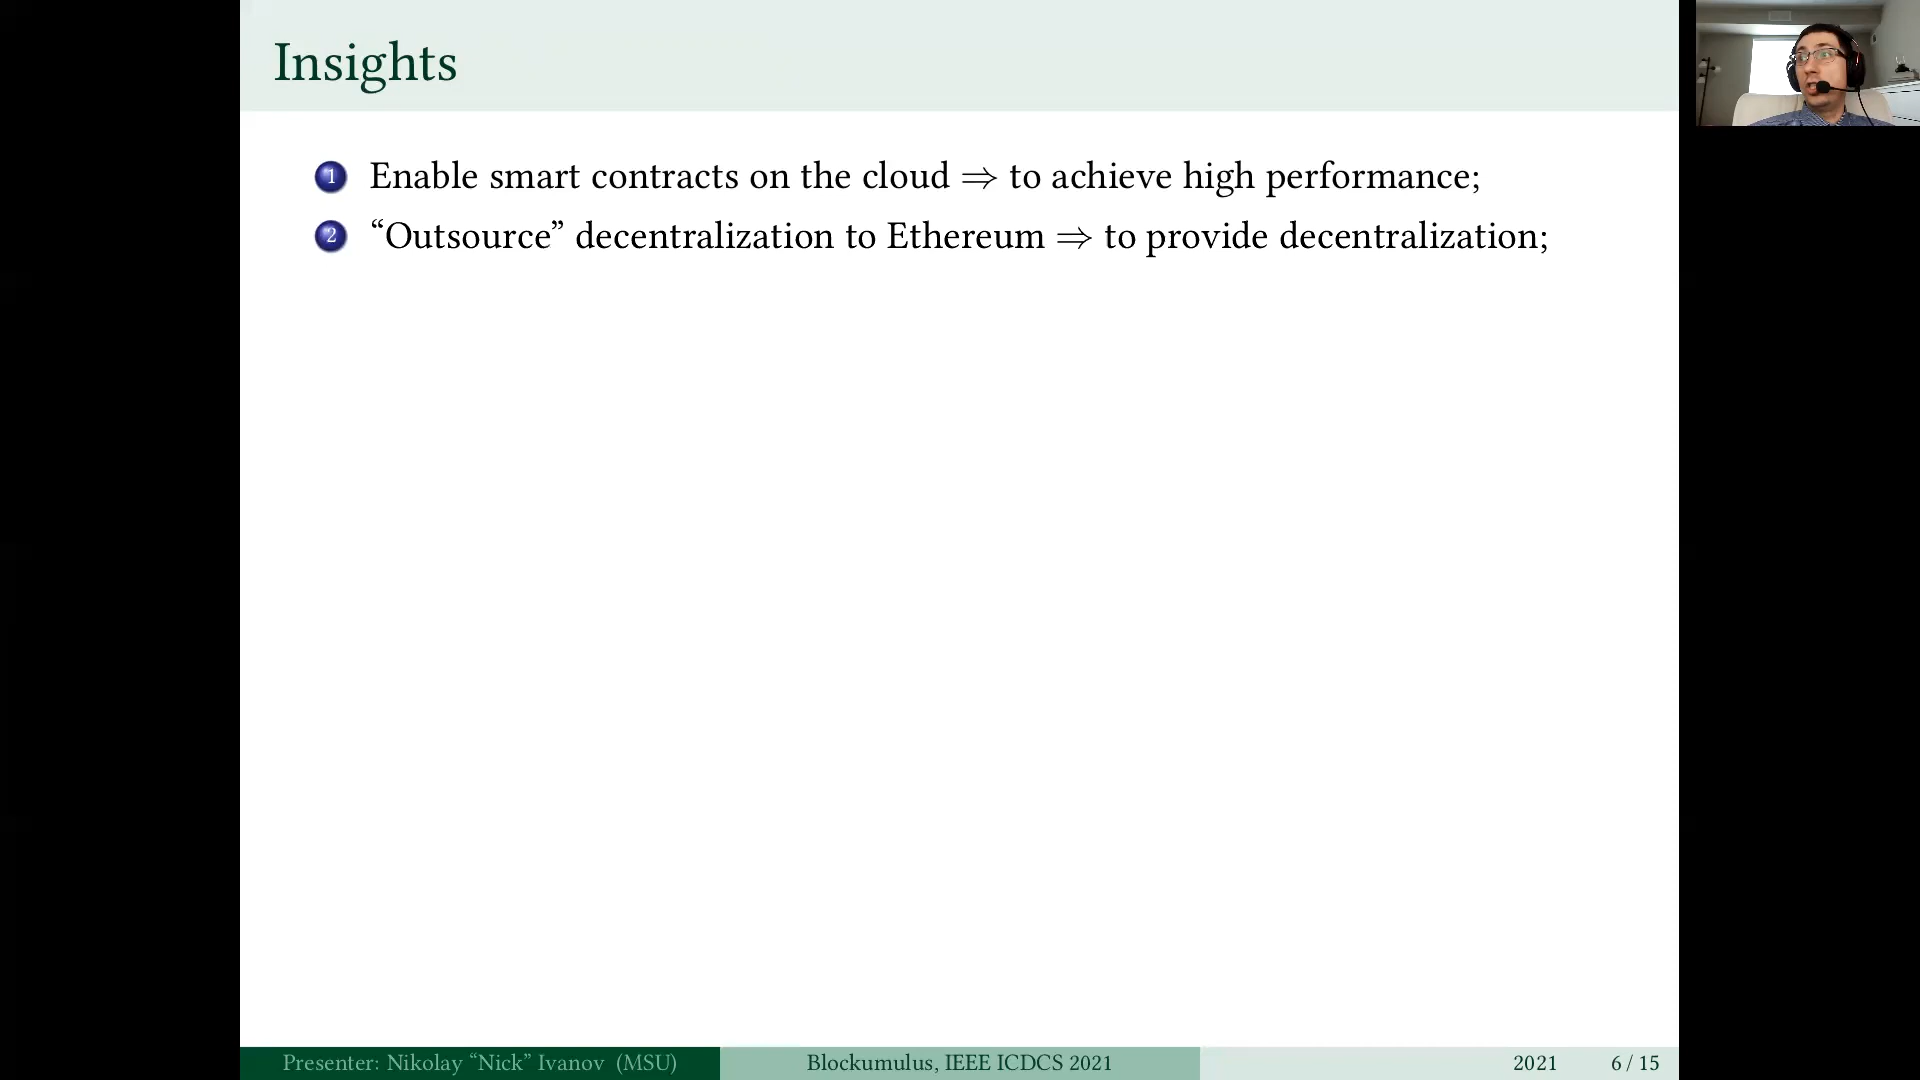 Insights
1 Enable smart contracts on the cloud ⇒ to achieve high performance;
2 “Outsource” decentralization to Ethereum ⇒ to provide decentralization;
Presenter: Nikolay “Nick” Ivanov (MSU) Blockumulus, IEEE ICDCS 2021 2021 6 / 15